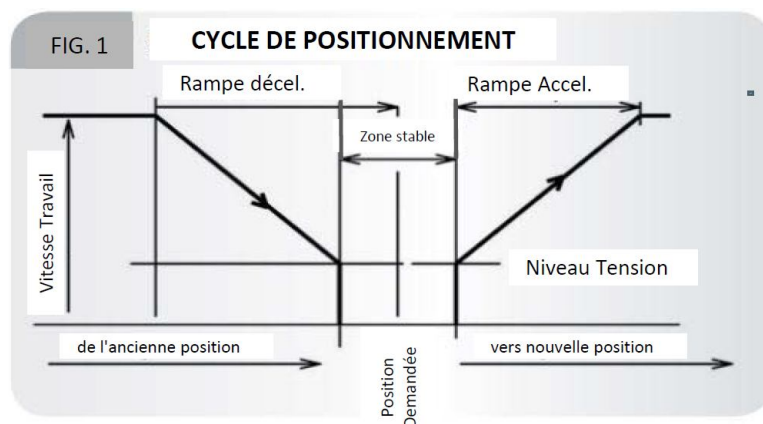 FIG. 1
CYCLE DE POSITIONNEMENT
Rampe décel.
Rampe Accel.
Zone stable
Vitesse Travail
Niveau Tension
de l'ancienne position
vers nouvelle position
Position
Demandée